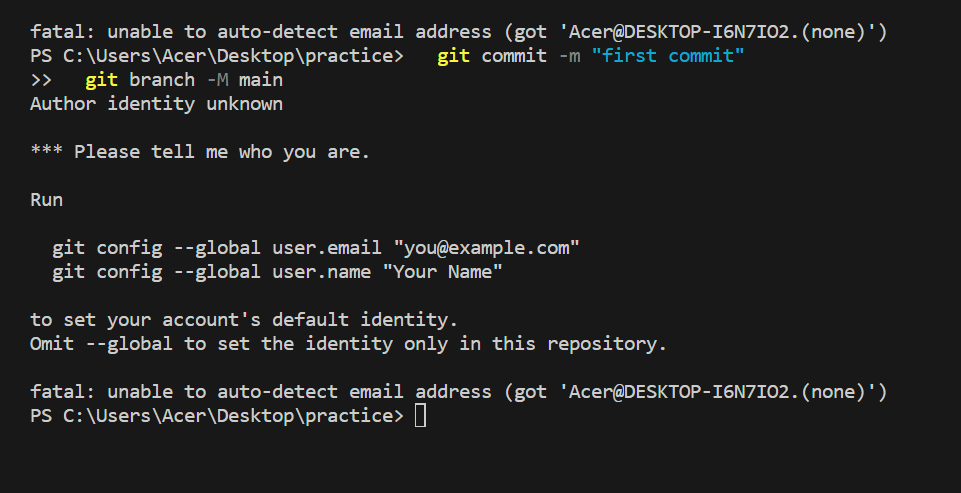 fatal: unable to auto-detect email address (got 'Acer@DESKTOP-I6N7IO2.(none)')
PS C:\Users\Acer\Desktop\practice>   git commit -m "first commit"
>>   git branch -M main
Author identity unknown

*** Please tell me who you are.

Run

  git config --global user.email "you@example.com"
  git config --global user.name "Your Name"

to set your account's default identity.
Omit --global to set the identity only in this repository.

fatal: unable to auto-detect email address (got 'Acer@DESKTOP-I6N7IO2.(none)')
PS C:\Users\Acer\Desktop\practice>